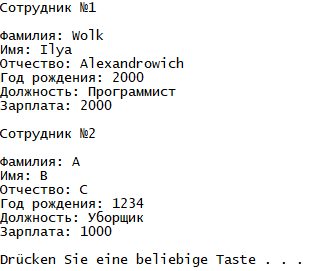 Сотрудник №1
Фамилия: Wolk
Имя: Ilya
Отчество: Alexandrowich
Год рождения: 2000
Должность: Программист
Зарплата: 2000
Сотрудник №2
Фамилия: A
Имя: B
Отчество: C
Год рождения: 1234
Должность: Уборщик
Зарплата: 1000
Drücken Sie eine beliebige Taste . . .